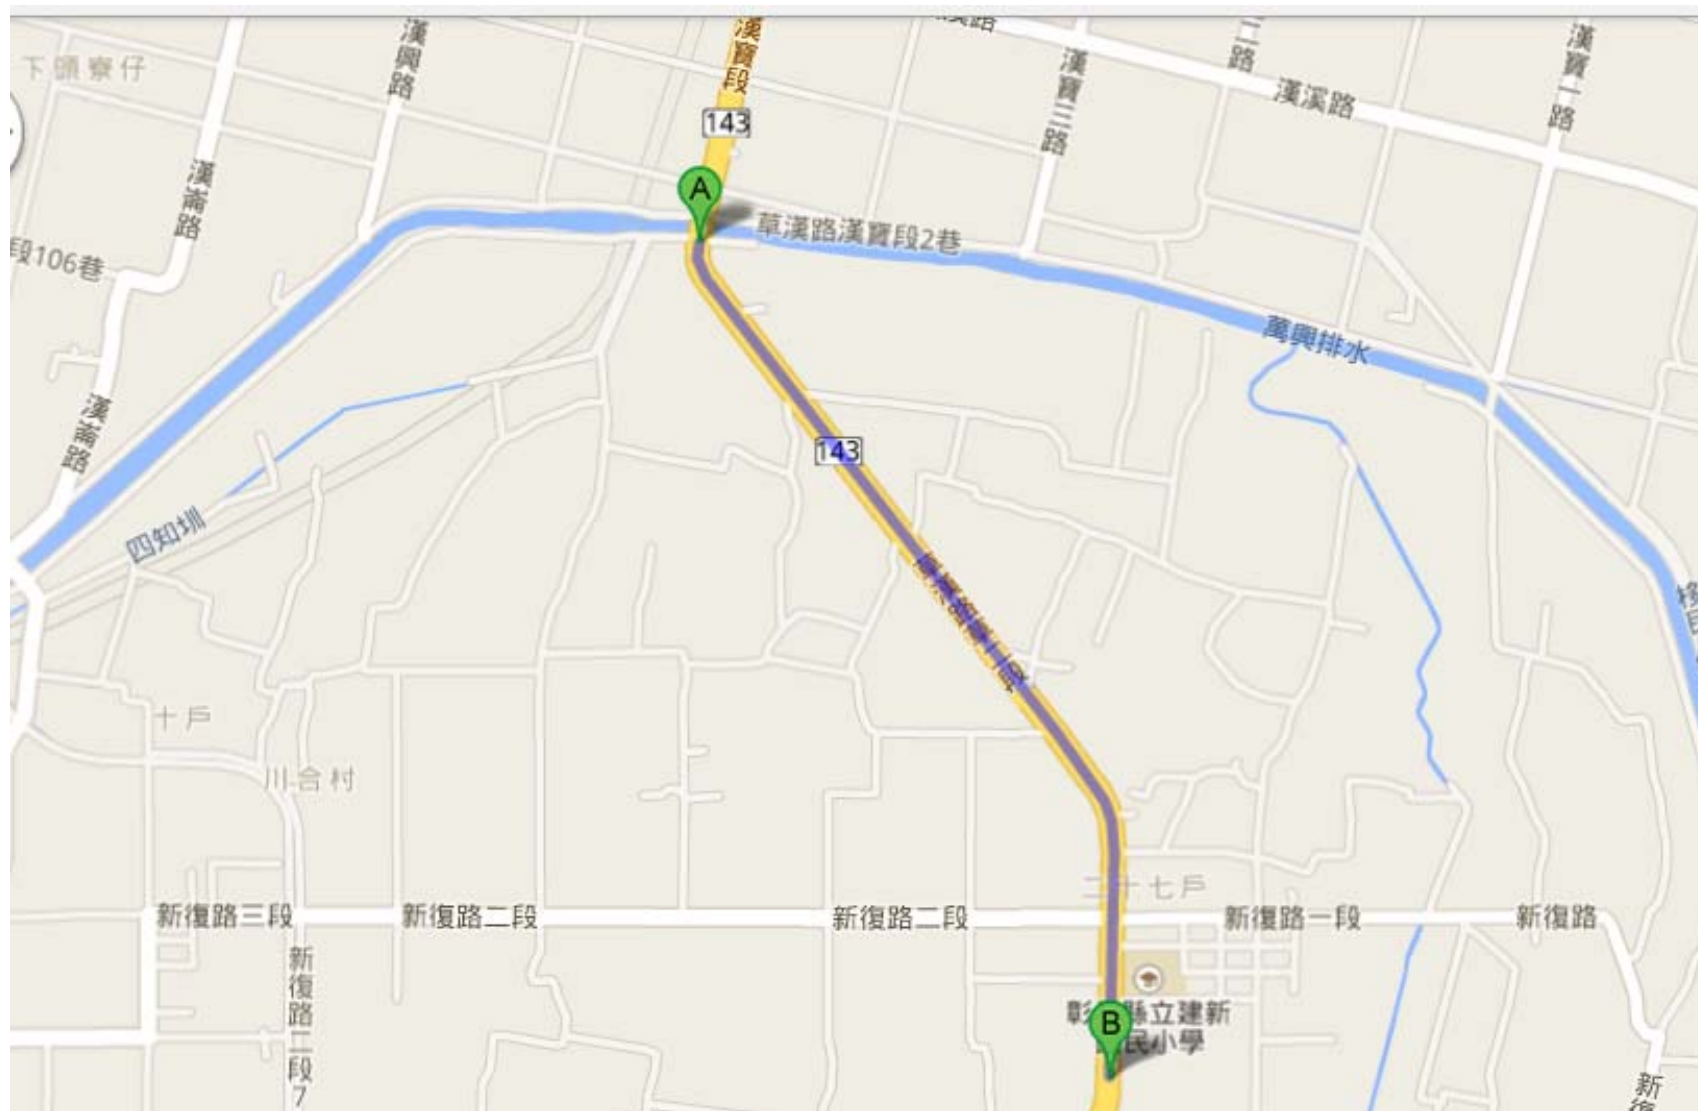 漢寶段
漢興路
二路
漢寶一路
下頭寮仔
漢寶三路
漢溪路
143
A
漢崙路
草漢路漢寶段2巷
段106巷
萬興排水
漢崙路
143
四知圳
十戶
川合村
二十七戶
新復路三段
新復路二段
新復路二段
新復路一段
新復路
新復路二段7
縣立建新
B
民小學
新